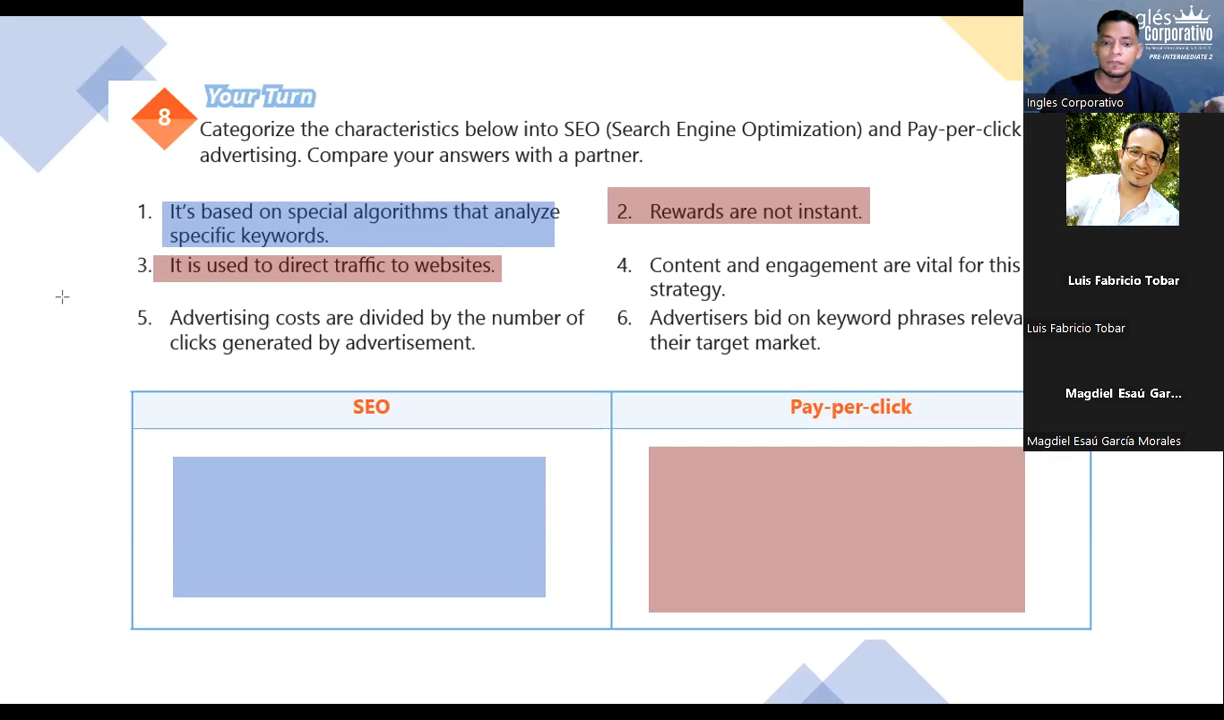 Your Turn
8
Categorize the characteristics below into SEO (Search Engine Optimization) and Pay-per-click
advertising. Compare your answers with a partner.
1. It's based on special algorithms that analyze
specific keywords.
2. Rewards are not instant.
3. It is used to direct traffic to websites.
4. Content and engagement are vital for this
strategy.
5. Advertising costs are divided by the number of
clicks generated by advertisement.
6. Advertisers bid on keyword phrases releva
their target market.
SEO
Pay-per-click
glés
Corporativo
PRE-INTERMEDIATE 2
Ingles Corporativo
Luis Fabricio Tobar
Luis Fabricio Tobar
Magdiel Esaú Gar...
Magdiel Esaú García Morales